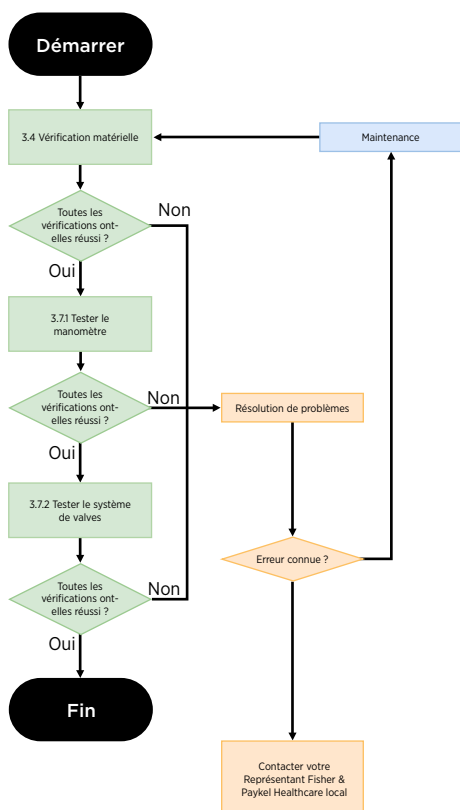 Démarrer
3.4 Vérification matérielle
Maintenance
Toutes les
vérifications ont-
elles réussi ?
Non
Oui
3.7.1 Tester le
manomètre
Toutes les
vérifications ont-
elles réussi ?
Non
Résolution de problèmes
Oui
3.7.2 Tester le système
de valves
Erreur connue ?
Toutes les
vérifications ont-
elles réussi ?
Non
Oui
Fin
Contacter votre
Représentant Fisher &
Paykel Healthcare local